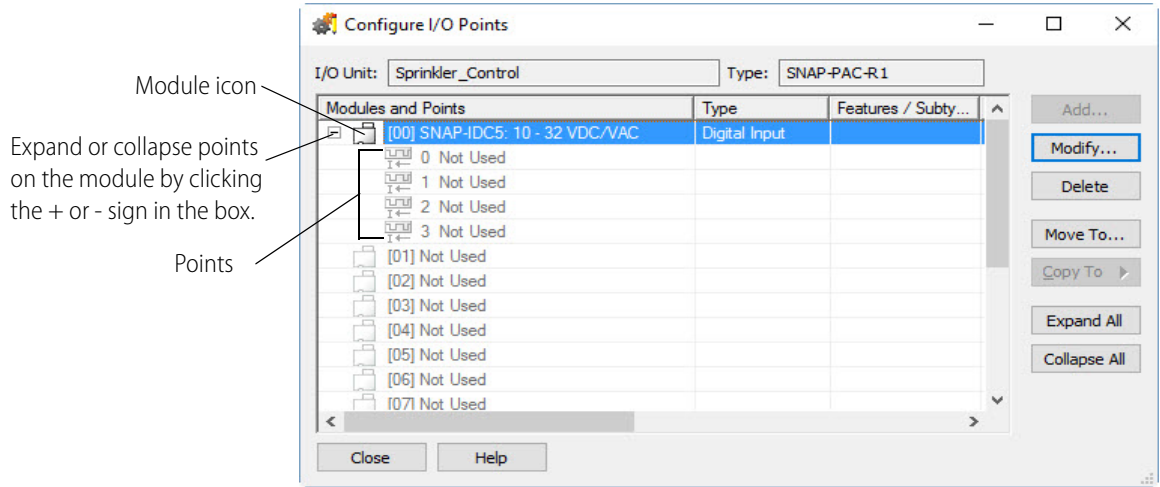 Configure I/O Points
I/O Unit: Sprinkler_Control Type: SNAP-PAC-R1
Module icon
Expand or collapse points
on the module by clicking
the + or - sign in the box.
Points
Modules and Points Type Features / Subty...
[00] SNAP-IDC5: 10 - 32 VDC/VAC Digital Input
0 Not Used
1 Not Used
2 Not Used
3 Not Used
[01] Not Used
[02] Not Used
[03] Not Used
[04] Not Used
[05] Not Used
[06] Not Used
[07] Not Used
Add...
Modify...
Delete
Move To...
Copy To
Expand All
Collapse All
Close Help